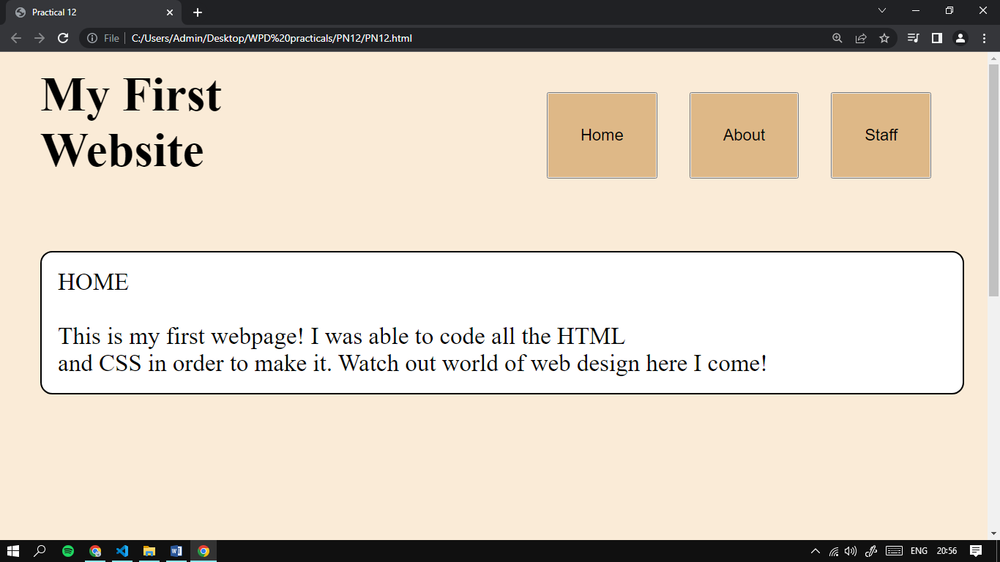 Practical 12
File C:/Users/Admin/Desktop/WPD%20practicals/PN12/PN12.html
My First
Website
Home About Staff
HOME
This is my first webpage! I was able to code all the HTML
and CSS in order to make it. Watch out world of web design here I come!
ENG 20:56